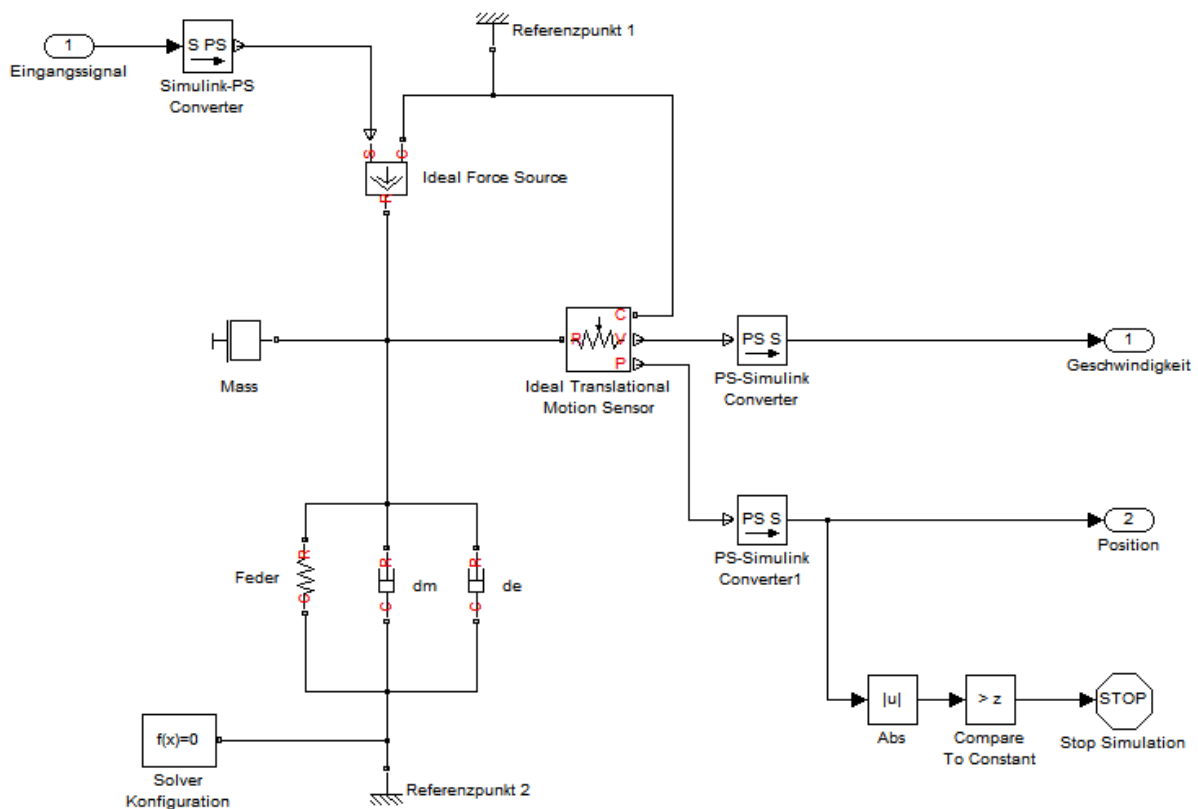 Referenzpunkt 1
1
Eingangssignal
S PS
Simulink-PS
Converter
S
C
Ideal Force Source
F
Mass
R
C
V
P
Ideal Translational
Motion Sensor
PS S
PS-Simulink
Converter
1
Geschwindigkeit
PS S
PS-Simulink
Converter1
2
Position
Feder
R
C
R
dm
C
R
de
C
|u|
Abs
> z
Compare
To Constant
STOP
Stop Simulation
f(x)=0
Solver
Konfiguration
Referenzpunkt 2